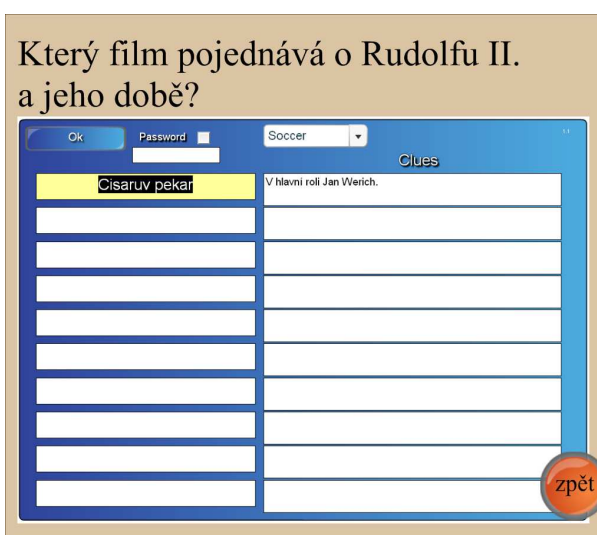 Který film pojednává o Rudolfu II.
a jeho době?
Ok
Password
Soccer
Clues
Cisaruv pekar
V hlavní roli Jan Werich.
zpět